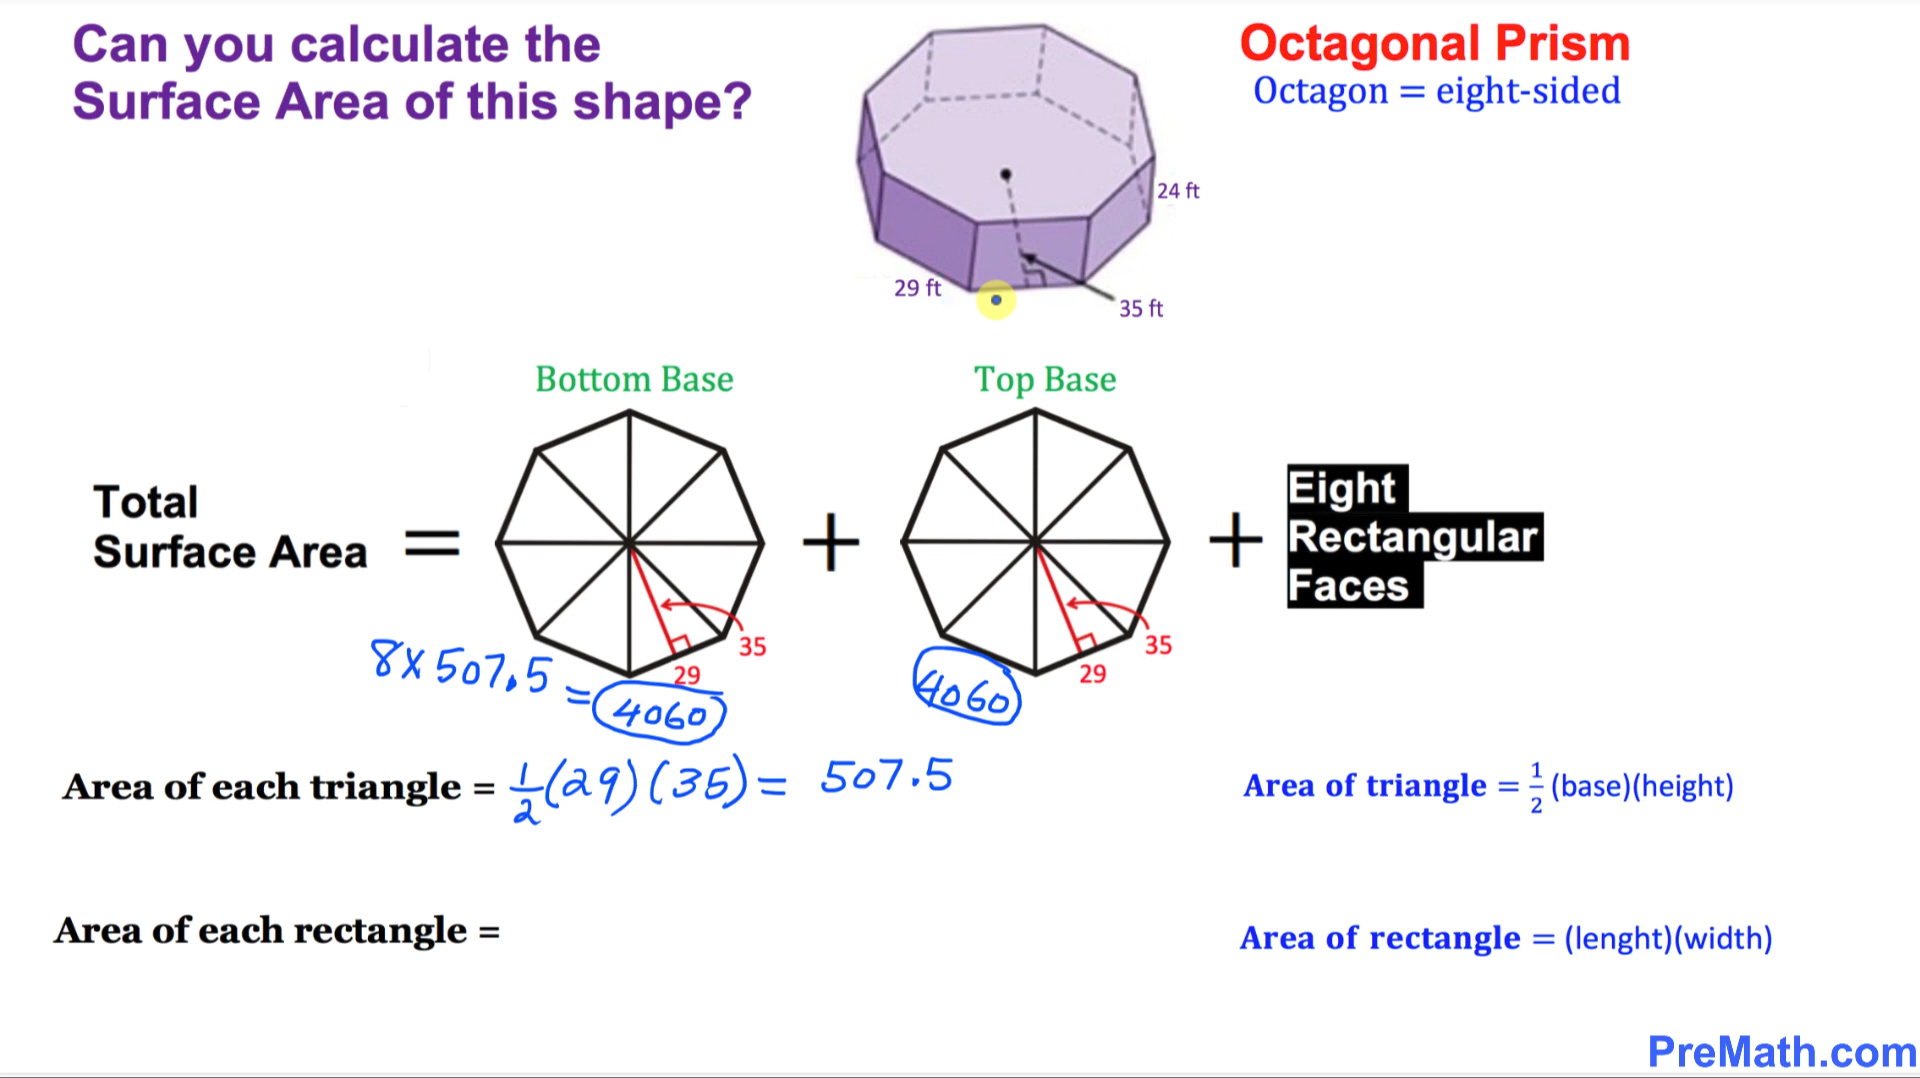 Can you calculate the
Surface Area of this shape?
Octagonal Prism
Octagon = eight-sided
24 ft
29 ft
35 ft
Bottom Base
Top Base
Total
Surface Area
=
+
+
Eight
Rectangular
Faces
35
29
35
29
8 x 507.5 = 4060
4060
Area of each triangle = 1/2 (29)(35) = 507.5
Area of triangle = 1/2 (base)(height)
Area of each rectangle =
Area of rectangle = (lenght)(width)
PreMath.com